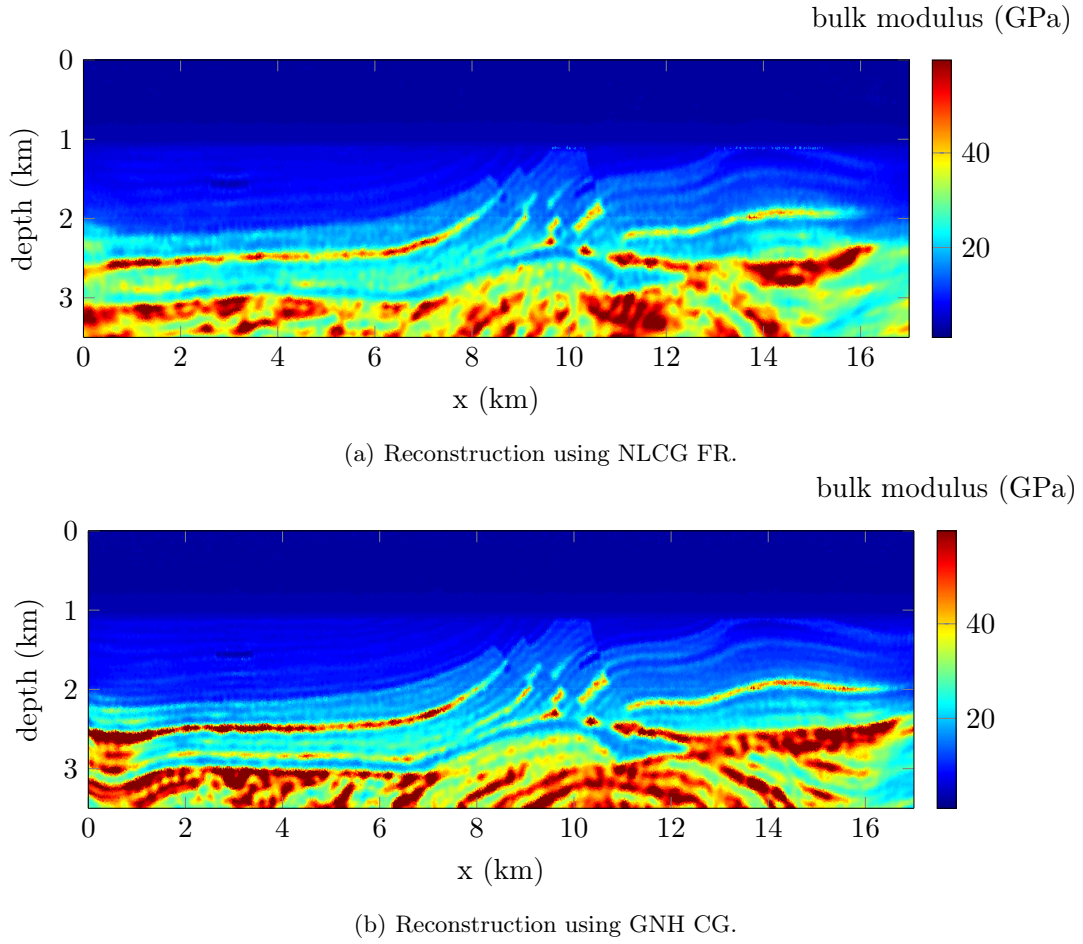 bulk modulus (GPa)
0
1
2
3
depth (km)
40
20
0 2 4 6 8 10 12 14 16
x (km)
(a) Reconstruction using NLCG FR.
bulk modulus (GPa)
0
1
2
3
depth (km)
40
20
0 2 4 6 8 10 12 14 16
x (km)
(b) Reconstruction using GNH CG.